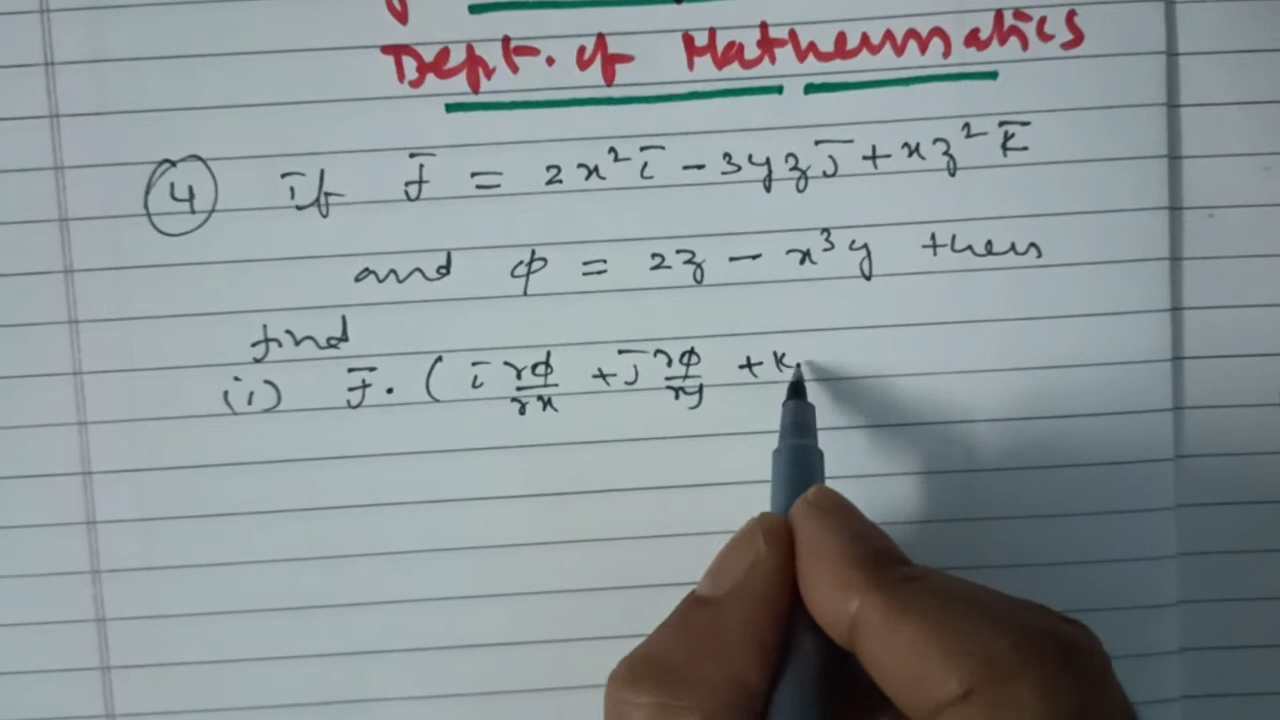 Dept. of Mathematics
(4) if f̄ = 2x²ī - 3yzj̄ + xz²k̄
and φ = 2z - x³y then
find
(i) f̄ · ( ī ∂φ/∂x + j̄ ∂φ/∂y + k